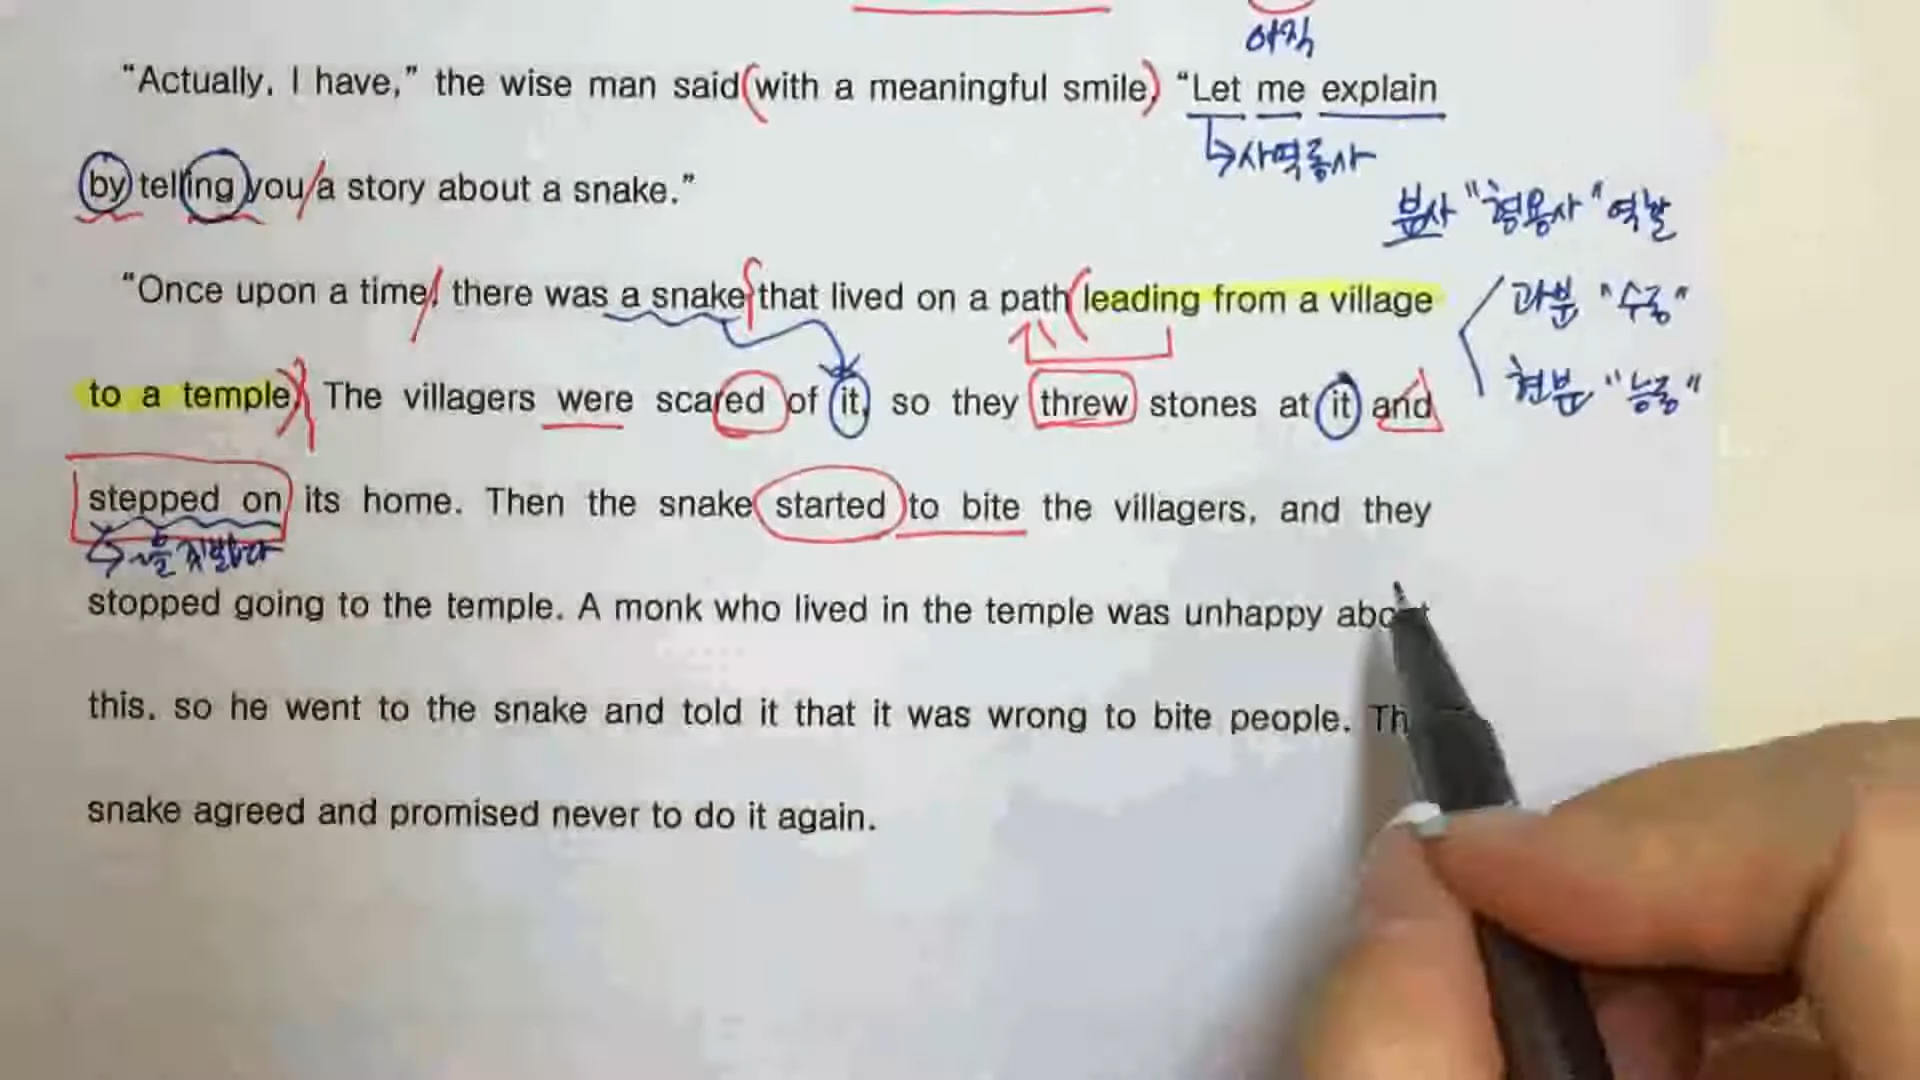 아직
“Actually, I have,” the wise man said with a meaningful smile, “Let me explain
→사역동사
by telling you a story about a snake.”
분사 "형용사" 역할
“Once upon a time, there was a snake that lived on a path leading from a village
과분 "수동"
to a temple. The villagers were scared of it, so they threw stones at it and
현분 "능동"
stepped on its home. Then the snake started to bite the villagers, and they
~을 짓밟다
stopped going to the temple. A monk who lived in the temple was unhappy about
this, so he went to the snake and told it that it was wrong to bite people. Th
snake agreed and promised never to do it again.